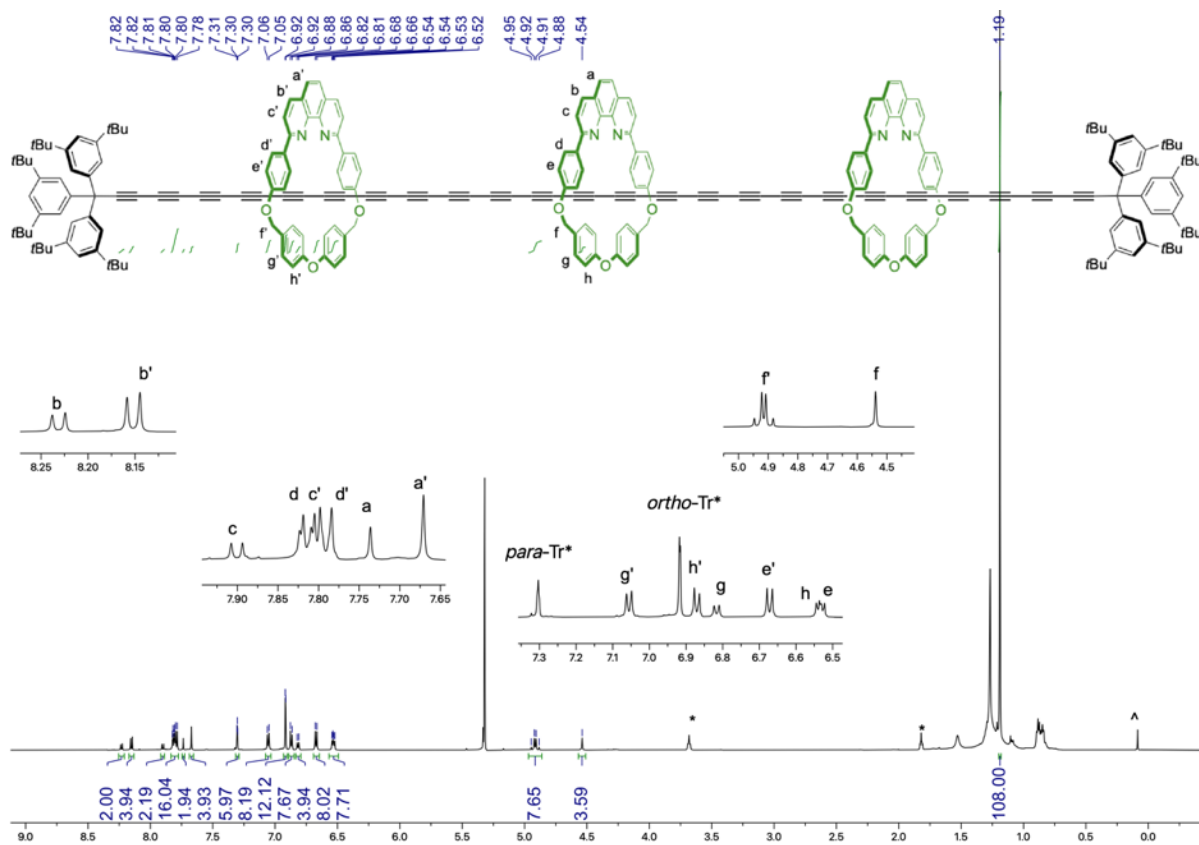 7.82 7.82 7.81 7.80 7.80 7.78 7.31 7.30 7.30 7.06 7.05 6.92 6.92 6.88 6.86 6.82 6.81 6.68 6.66 6.54 6.54 6.53 6.52 4.95 4.92 4.91 4.88 4.54 1.19
a' a
b' b
c' c
N N N N N N
d' d
e' e
tBu tBu tBu tBu tBu tBu
tBu tBu tBu tBu tBu tBu
O O O O O O
f' f
g' g
h' O h O O
b b'
8.25 8.20 8.15
f' f
5.0 4.9 4.8 4.7 4.6 4.5
c d c' d' a a'
7.90 7.85 7.80 7.75 7.70 7.65
para-Tr* g' ortho-Tr* h' g e' h e
7.3 7.2 7.1 7.0 6.9 6.8 6.7 6.6 6.5
* * ^
2.00 3.94 2.19 16.04 1.94 3.93 5.97 8.19 12.12 7.67 3.94 8.02 7.71 7.65 3.59 108.00
9.0 8.5 8.0 7.5 7.0 6.5 6.0 5.5 5.0 4.5 4.0 3.5 3.0 2.5 2.0 1.5 1.0 0.5 0.0